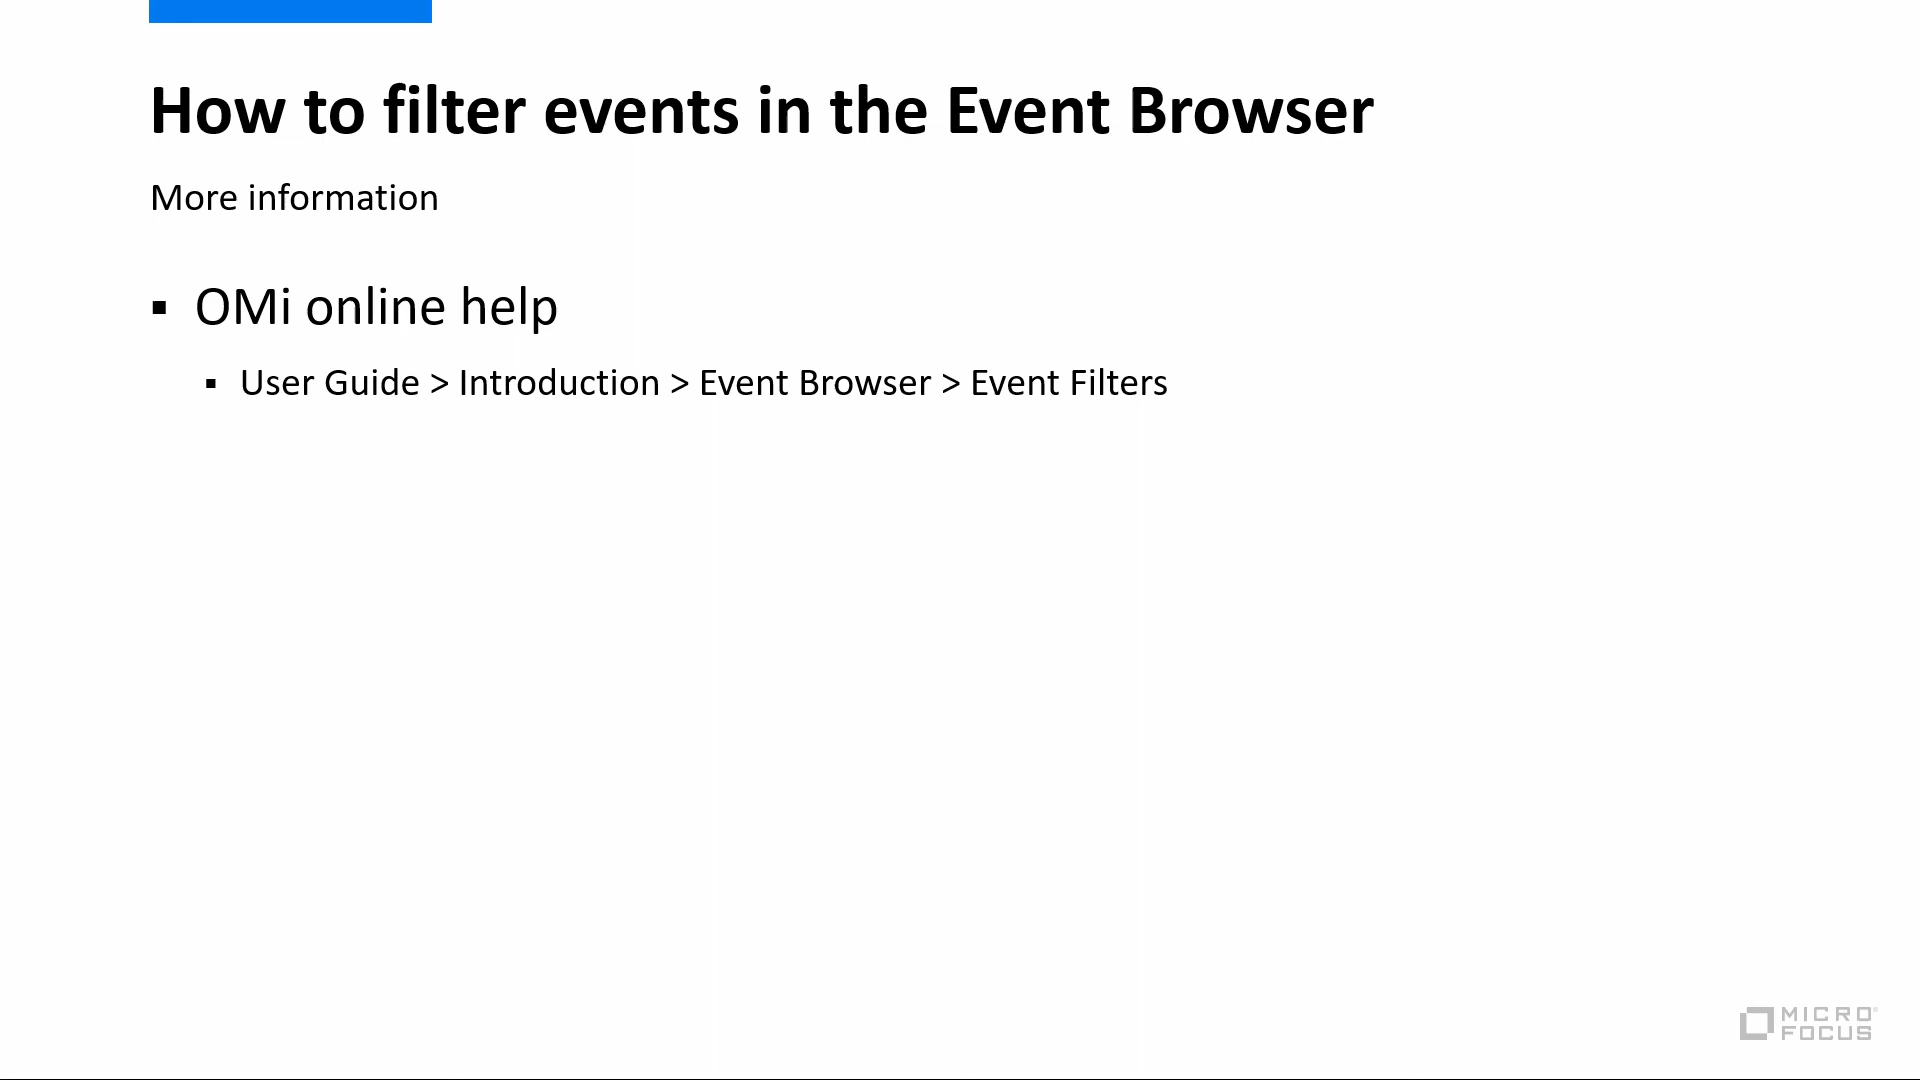 How to filter events in the Event Browser
More information
▪ OMi online help
▪ User Guide > Introduction > Event Browser > Event Filters
MICRO®
FOCUS